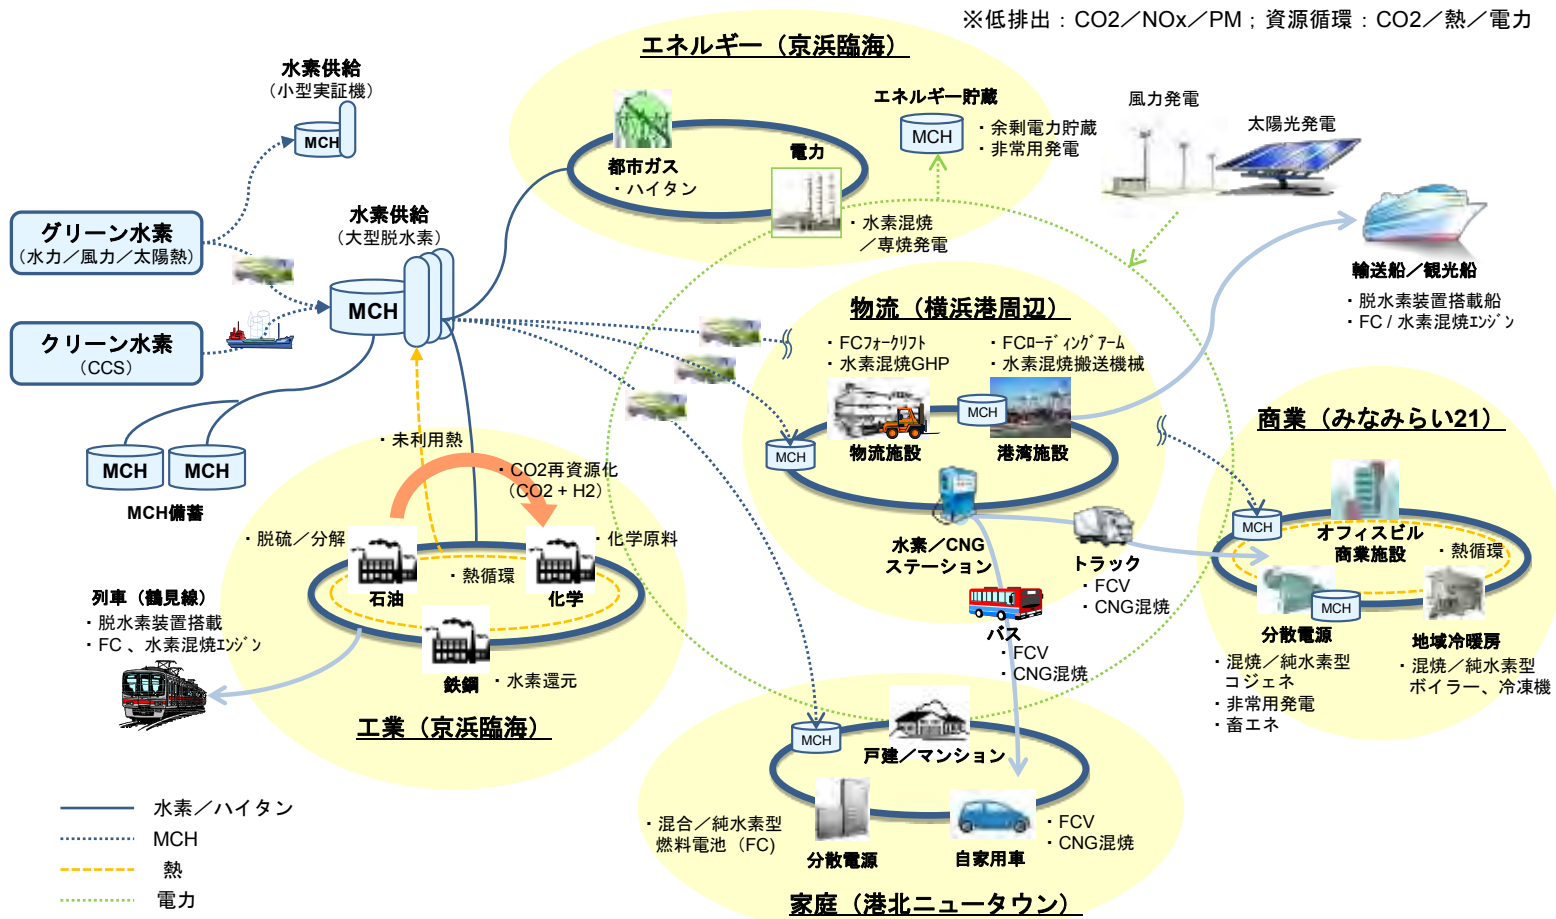 ※低排出：CO2／NOx／PM；資源循環：CO2／熱／電力
エネルギー（京浜臨海）
水素供給
（小型実証機）
MCH
エネルギー貯蔵
MCH
・余剰電力貯蔵
・非常用発電
風力発電
太陽光発電
都市ガス
・ハイタン
電力
・水素混焼
／専焼発電
グリーン水素
（水力／風力／太陽熱）
水素供給
（大型脱水素）
MCH
クリーン水素
（CCS）
輸送船／観光船
・脱水素装置搭載船
・FC / 水素混焼ｴﾝｼﾞﾝ
物流（横浜港周辺）
・FCﾌｫｰｸﾘﾌﾄ
・水素混焼GHP
・FCﾛｰﾃﾞｨﾝｸﾞｱｰﾑ
・水素混焼搬送機械
MCH
MCH
物流施設
港湾施設
MCH
MCH
MCH備蓄
・未利用熱
・CO2再資源化
（CO2 + H2）
商業（みなみらい21）
MCH
オフィスビル
商業施設
・熱循環
MCH
分散電源
地域冷暖房
・混焼／純水素型
コジェネ
・非常用発電
・畜エネ
・混焼／純水素型
ボイラー、冷凍機
・脱硫／分解
・化学原料
・熱循環
石油
化学
鉄鋼
・水素還元
工業（京浜臨海）
列車（鶴見線）
・脱水素装置搭載
・FC 、水素混焼ｴﾝｼﾞﾝ
水素／CNG
ステーション
トラック
・FCV
・CNG混焼
バス
・FCV
・CNG混焼
MCH
戸建／マンション
・混合／純水素型
燃料電池（FC)
分散電源
自家用車
・FCV
・CNG混焼
家庭（港北ニュータウン）
水素／ハイタン
MCH
熱
電力